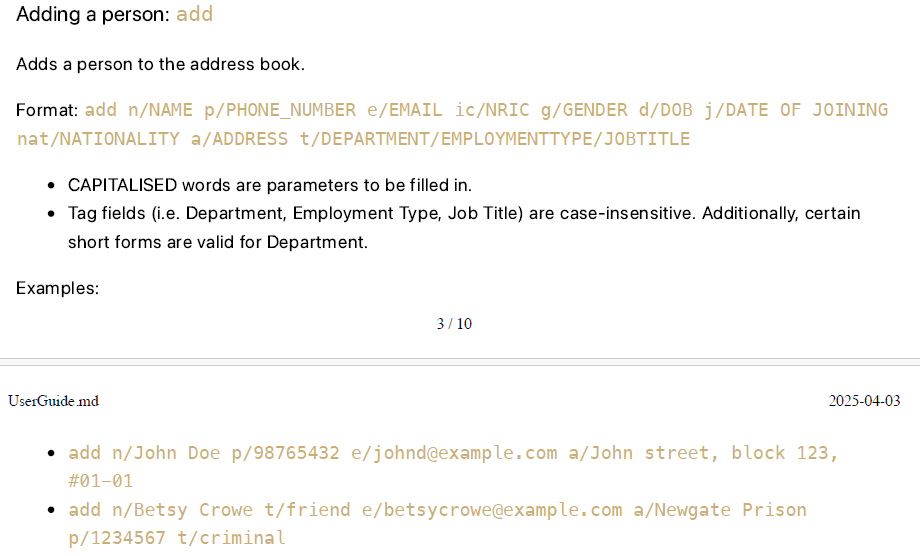 Adding a person: add
Adds a person to the address book.
Format: add n/NAME p/PHONE_NUMBER e/EMAIL ic/NRIC g/GENDER d/DOB j/DATE OF JOINING
nat/NATIONALITY a/ADDRESS t/DEPARTMENT/EMPLOYMENTTYPE/JOBTITLE
• CAPITALISED words are parameters to be filled in.
• Tag fields (i.e. Department, Employment Type, Job Title) are case-insensitive. Additionally, certain
short forms are valid for Department.
Examples:
3 / 10
UserGuide.md 2025-04-03
• add n/John Doe p/98765432 e/johnd@example.com a/John street, block 123,
#01-01
• add n/Betsy Crowe t/friend e/betsycrowe@example.com a/Newgate Prison
p/1234567 t/criminal